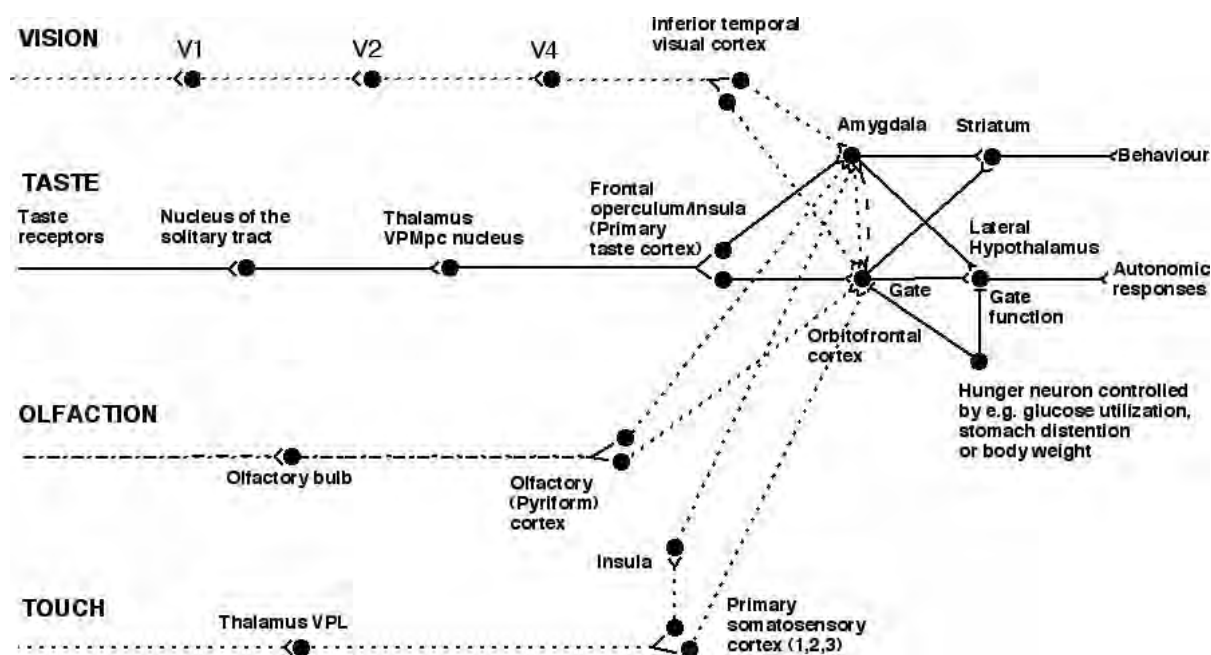 VISION
V1
V2
V4
Inferior temporal
visual cortex
Amygdala
Striatum
Behaviour
TASTE
Taste
receptors
Nucleus of the
solitary tract
Thalamus
VPMpc nucleus
Frontal
operculum/Insula
(Primary
taste cortex)
Lateral
Hypothalamus
Autonomic
responses
Gate
Gate
function
Orbitofrontal
cortex
Hunger neuron controlled
by e.g. glucose utilization,
stomach distention
or body weight
OLFACTION
Olfactory bulb
Olfactory
(Pyriform)
cortex
Insula
TOUCH
Thalamus VPL
Primary
somatosensory
cortex (1,2,3)